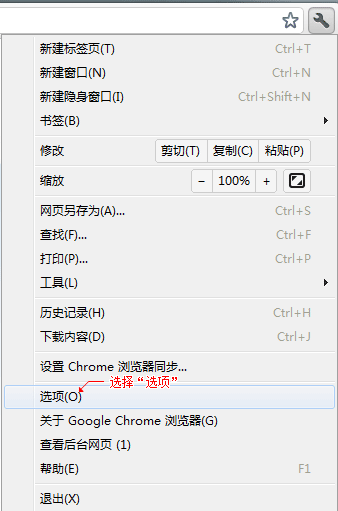 新建标签页(T) Ctrl+T
新建窗口(N) Ctrl+N
新建隐身窗口(I) Ctrl+Shift+N
书签(B)
修改 剪切(T) 复制(C) 粘贴(P)
缩放 − 100% +
网页另存为(A)... Ctrl+S
查找(F)... Ctrl+F
打印(P)... Ctrl+P
工具(L)
历史记录(H) Ctrl+H
下载内容(D) Ctrl+J
设置 Chrome 浏览器同步...
选择“选项”
选项(O)
关于 Google Chrome 浏览器(G)
查看后台网页 (1)
帮助(E) F1
退出(X)